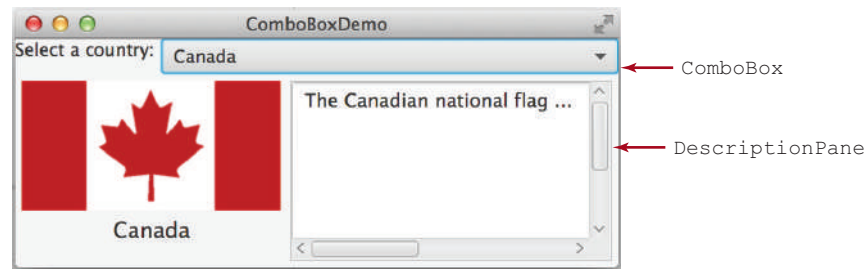 ComboBoxDemo
Select a country: Canada
ComboBox
The Canadian national flag ...
DescriptionPane
Canada